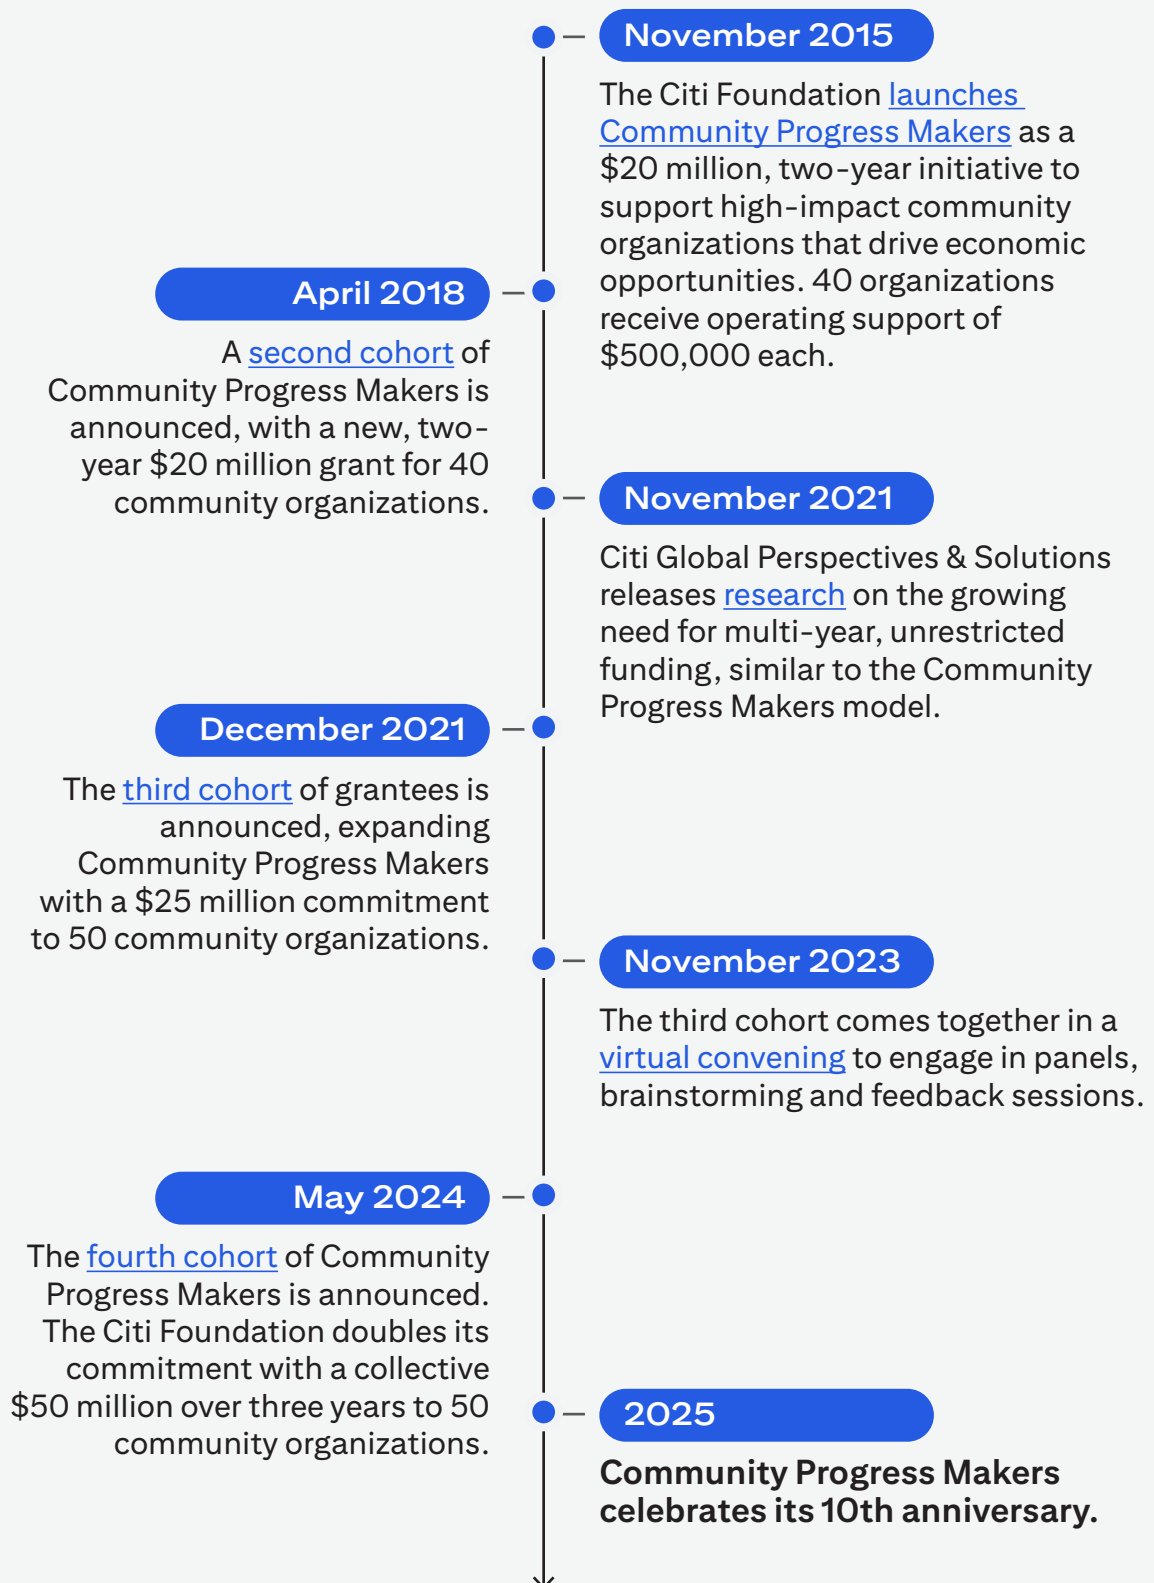 November 2015
The Citi Foundation launches
Community Progress Makers as a
$20 million, two-year initiative to
support high-impact community
organizations that drive economic
opportunities. 40 organizations
receive operating support of
$500,000 each.
April 2018
A second cohort of
Community Progress Makers is
announced, with a new, two-
year $20 million grant for 40
community organizations.
November 2021
Citi Global Perspectives & Solutions
releases research on the growing
need for multi-year, unrestricted
funding, similar to the Community
Progress Makers model.
December 2021
The third cohort of grantees is
announced, expanding
Community Progress Makers
with a $25 million commitment
to 50 community organizations.
November 2023
The third cohort comes together in a
virtual convening to engage in panels,
brainstorming and feedback sessions.
May 2024
The fourth cohort of Community
Progress Makers is announced.
The Citi Foundation doubles its
commitment with a collective
$50 million over three years to 50
community organizations.
2025
Community Progress Makers
celebrates its 10th anniversary.